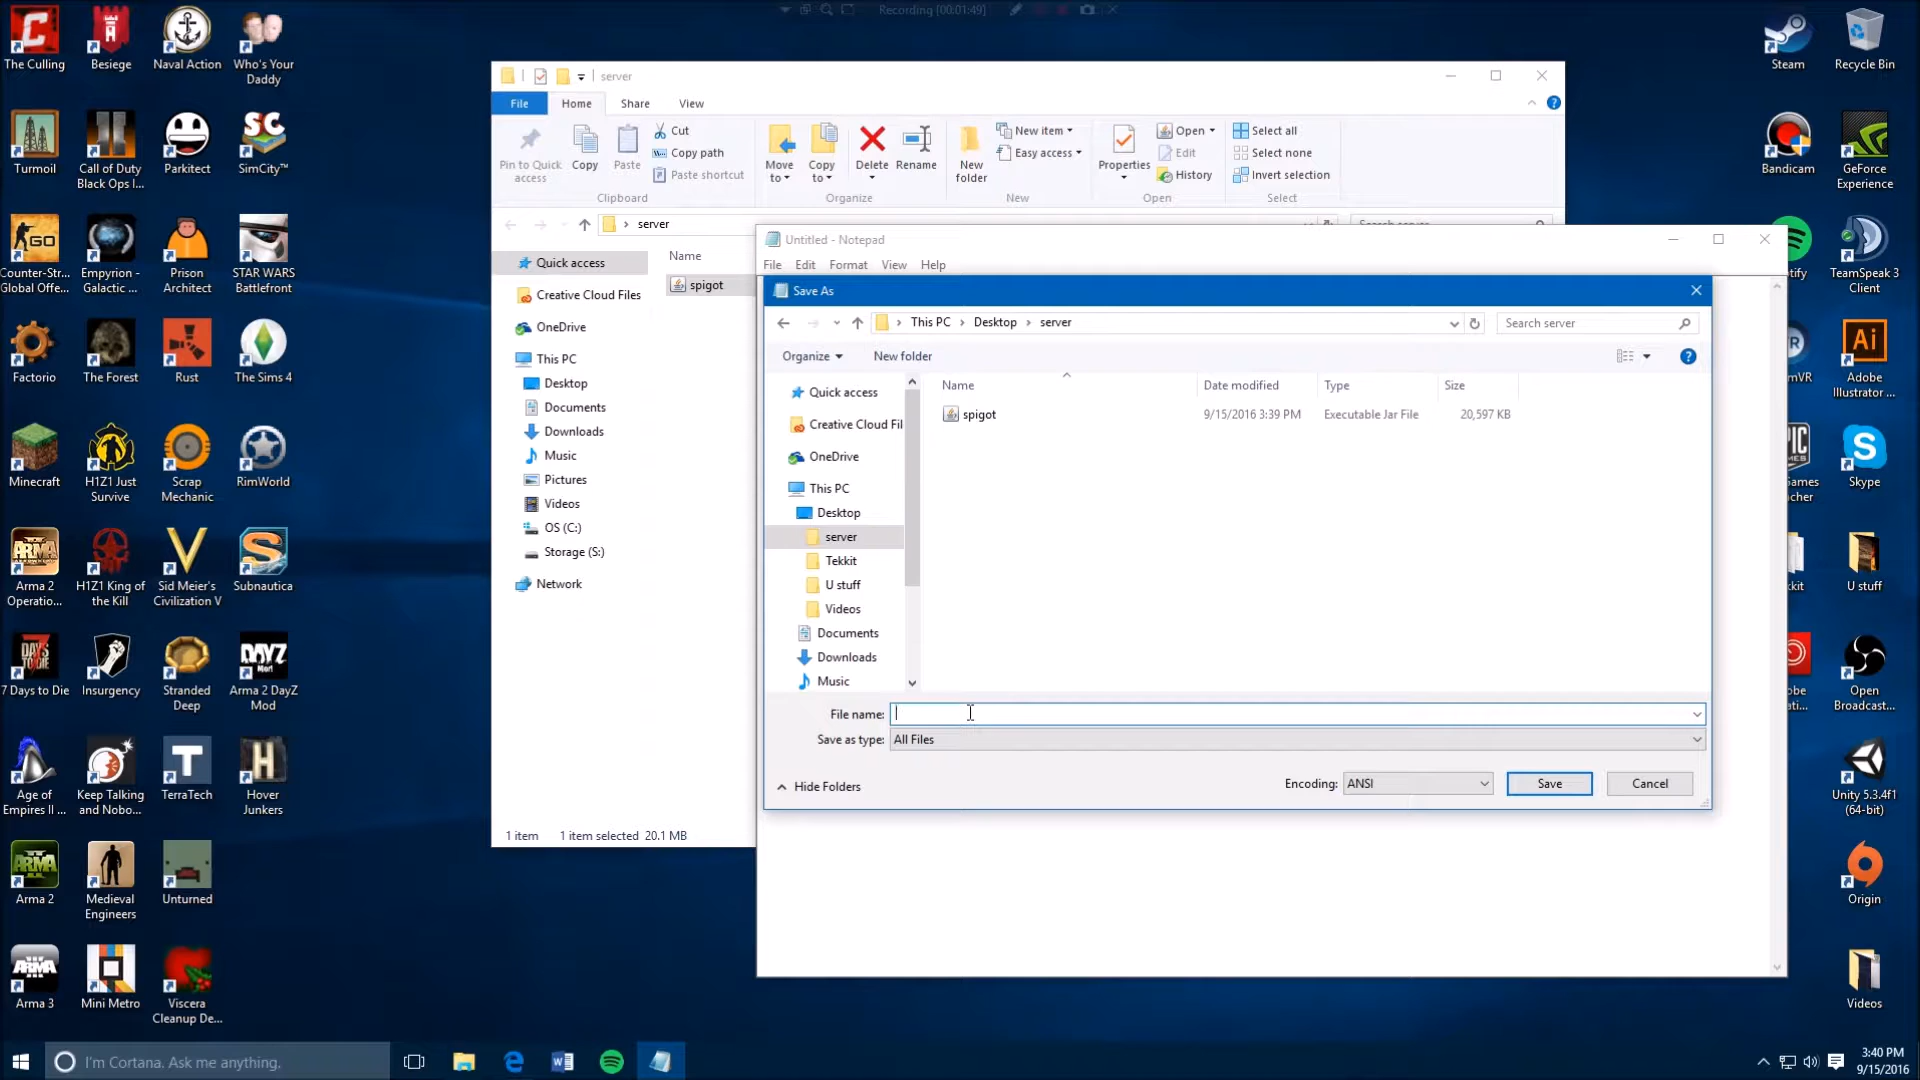 Recording [00:01:49]
The Culling
Besiege
Naval Action
Who's Your
Daddy
Steam
Recycle Bin
Turmoil
Call of Duty
Black Ops I...
Parkitect
SimCity™
Bandicam
GeForce
Experience
Counter-Str...
Global Offe...
Empyrion -
Galactic ...
Prison
Architect
STAR WARS
Battlefront
TeamSpeak 3
Client
Factorio
The Forest
Rust
The Sims 4
Adobe
Illustrator ...
Minecraft
H1Z1 Just
Survive
Scrap
Mechanic
RimWorld
Skype
Arma 2
Operatio...
H1Z1 King of
the Kill
Sid Meier's
Civilization V
Subnautica
U stuff
7 Days to Die
Insurgency
Stranded
Deep
Arma 2 DayZ
Mod
Open
Broadcast...
Age of
Empires II ...
Keep Talking
and Nobo...
TerraTech
Hover
Junkers
Unity 5.3.4f1
(64-bit)
Arma 2
Medieval
Engineers
Unturned
Origin
Arma 3
Mini Metro
Viscera
Cleanup De...
Videos
server
File Home Share View
Pin to Quick
access
Copy
Paste
Cut
Copy path
Paste shortcut
Clipboard
Move
to
Copy
to
Delete
Rename
Organize
New
folder
New item
Easy access
New
Properties
Open
Edit
History
Open
Select all
Select none
Invert selection
Select
server
Search server
Name
spigot
Quick access
Creative Cloud Files
OneDrive
This PC
Desktop
Documents
Downloads
Music
Pictures
Videos
OS (C:)
Storage (S:)
Network
1 item 1 item selected 20.1 MB
Untitled - Notepad
File Edit Format View Help
Save As
This PC Desktop server
Search server
Organize New folder
Name Date modified Type Size
spigot 9/15/2016 3:39 PM Executable Jar File 20,597 KB
Quick access
Creative Cloud Fil
OneDrive
This PC
Desktop
server
Tekkit
U stuff
Videos
Documents
Downloads
Music
File name:
Save as type: All Files
Hide Folders
Encoding: ANSI Save Cancel
I'm Cortana. Ask me anything.
3:40 PM
9/15/2016